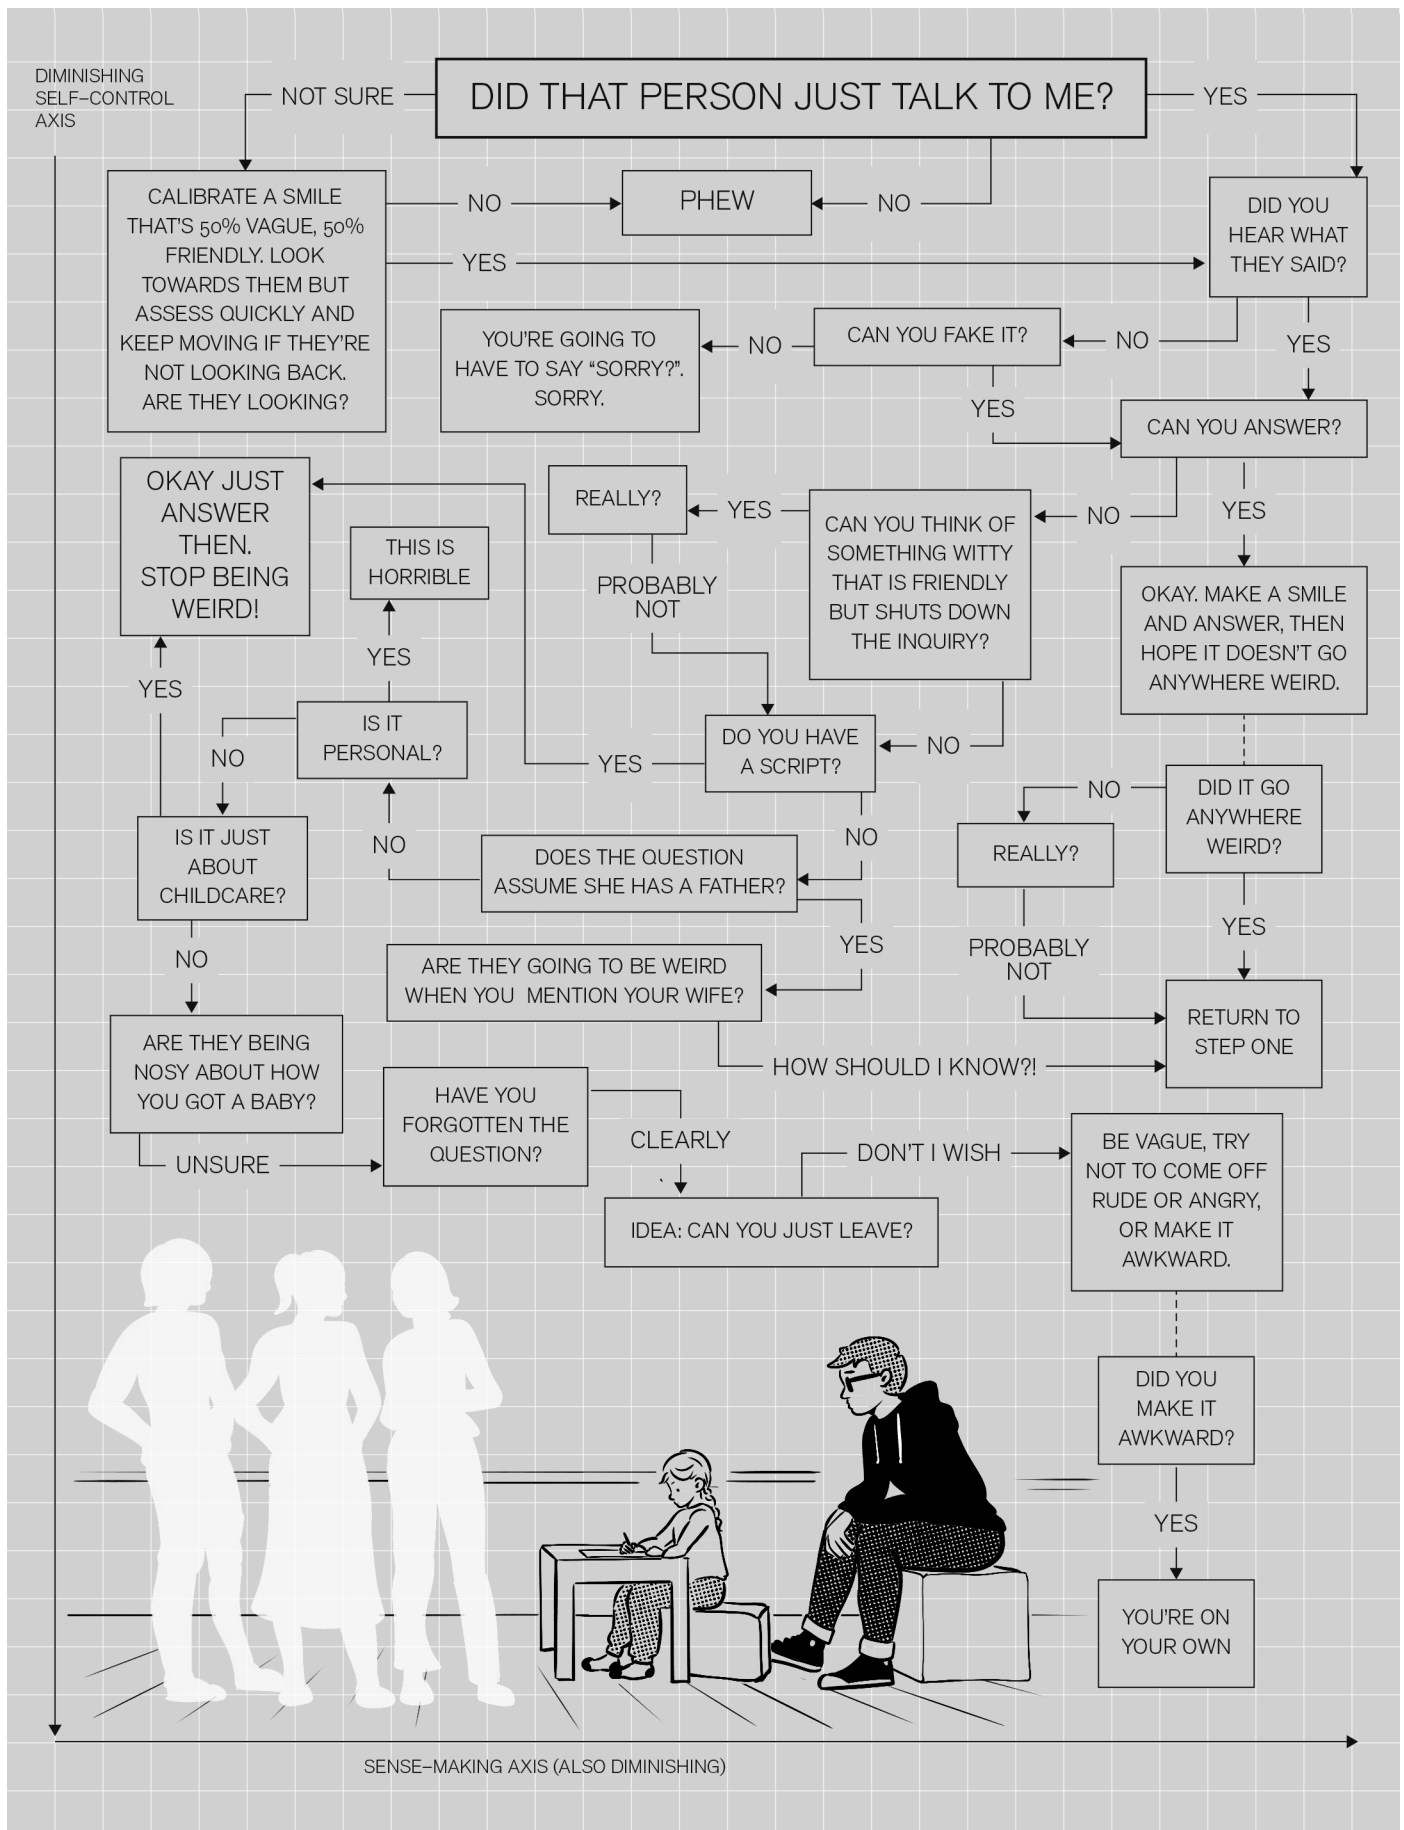 DIMINISHING
SELF–CONTROL
AXIS
NOT SURE
DID THAT PERSON JUST TALK TO ME?
YES
CALIBRATE A SMILE
THAT'S 50% VAGUE, 50%
FRIENDLY. LOOK
TOWARDS THEM BUT
ASSESS QUICKLY AND
KEEP MOVING IF THEY'RE
NOT LOOKING BACK.
ARE THEY LOOKING?
NO
PHEW
NO
YES
DID YOU
HEAR WHAT
THEY SAID?
YOU'RE GOING TO
HAVE TO SAY “SORRY?”.
SORRY.
NO
CAN YOU FAKE IT?
NO
YES
YES
CAN YOU ANSWER?
OKAY JUST
ANSWER
THEN.
STOP BEING
WEIRD!
THIS IS
HORRIBLE
REALLY?
YES
CAN YOU THINK OF
SOMETHING WITTY
THAT IS FRIENDLY
BUT SHUTS DOWN
THE INQUIRY?
NO
YES
PROBABLY
NOT
OKAY. MAKE A SMILE
AND ANSWER, THEN
HOPE IT DOESN'T GO
ANYWHERE WEIRD.
YES
YES
IS IT
PERSONAL?
NO
YES
DO YOU HAVE
A SCRIPT?
NO
NO
DID IT GO
ANYWHERE
WEIRD?
REALLY?
IS IT JUST
ABOUT
CHILDCARE?
NO
DOES THE QUESTION
ASSUME SHE HAS A FATHER?
NO
YES
PROBABLY
NOT
YES
NO
ARE THEY GOING TO BE WEIRD
WHEN YOU MENTION YOUR WIFE?
RETURN TO
STEP ONE
HOW SHOULD I KNOW?!
ARE THEY BEING
NOSY ABOUT HOW
YOU GOT A BABY?
UNSURE
HAVE YOU
FORGOTTEN THE
QUESTION?
CLEARLY
DON'T I WISH
BE VAGUE, TRY
NOT TO COME OFF
RUDE OR ANGRY,
OR MAKE IT
AWKWARD.
IDEA: CAN YOU JUST LEAVE?
DID YOU
MAKE IT
AWKWARD?
YES
YOU'RE ON
YOUR OWN
SENSE–MAKING AXIS (ALSO DIMINISHING)